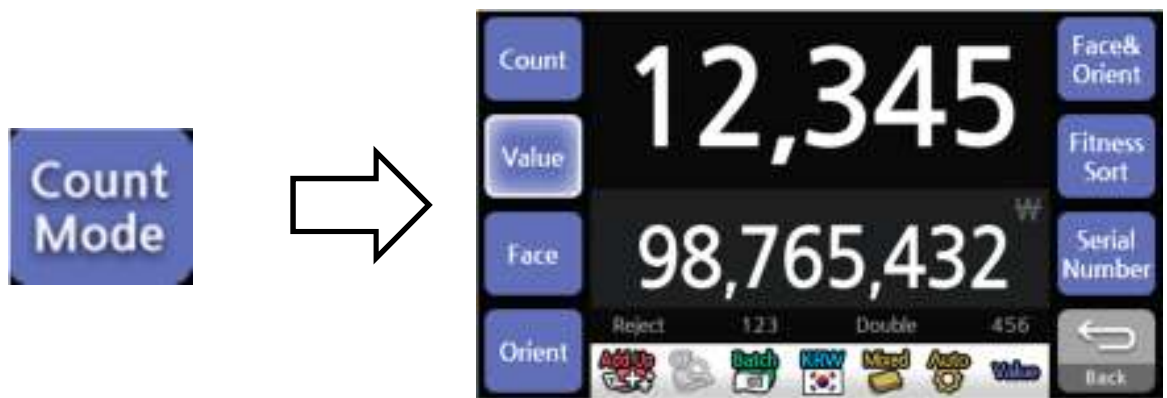 Count
Mode
Count
Value
Face
Orient
12,345
₩
98,765,432
Reject 123 Double 456
Add Up
Batch
KRW
Mixed
Auto
Value
Face&
Orient
Fitness
Sort
Serial
Number
Back